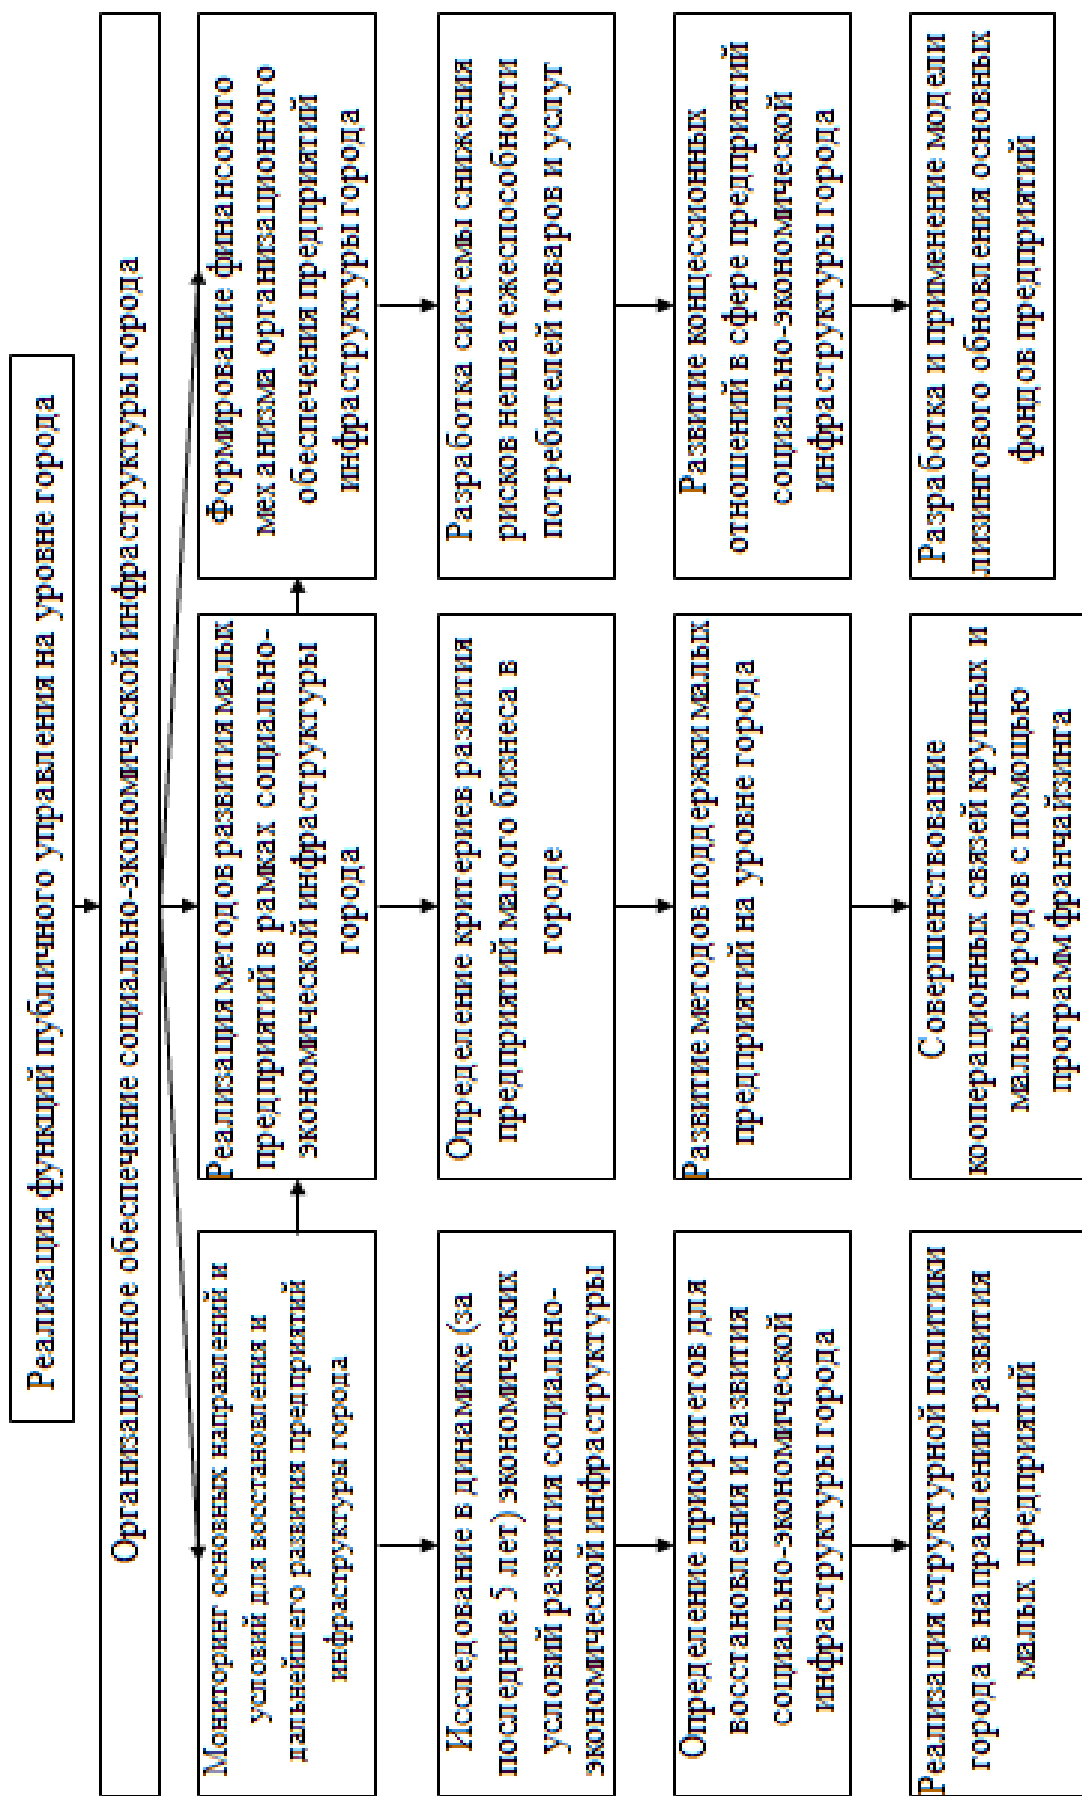 Реализация функций публичного управления на уровне города
Организационное обеспечение социально-экономической инфраструктуры города
Мониторинг основных направлений и
условий для восстановления и
дальнейшего развития предприятий
инфраструктуры города
Реализация методов развития малых
предприятий в рамках социально-
экономической инфраструктуры
города
Формирование финансового
механизма организационного
обеспечения предприятий
инфраструктуры города
Исследование в динамике (за
последние 5 лет) экономических
условий развития социально-
экономической инфраструктуры
Определение критериев развития
предприятий малого бизнеса в
городе
Разработка системы снижения
рисков неплатежеспособности
потребителей товаров и услуг
Определение приоритетов для
восстановления и развития
социально-экономической
инфраструктуры города
Развитие методов поддержки малых
предприятий на уровне города
Развитие концессионных
отношений в сфере предприятий
социально-экономической
инфраструктуры города
Реализация структурной политики
города в направлении развития
малых предприятий
Совершенствование
кооперационных связей крупных и
малых городов с помощью
программ франчайзинга
Разработка и применение модели
лизингового обновления основных
фондов предприятий